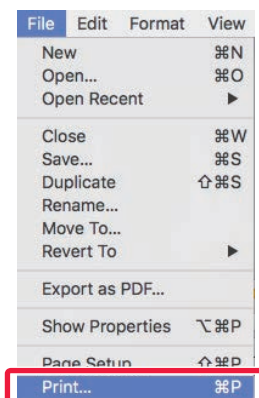 File Edit Format View
New ⌘N
Open... ⌘O
Open Recent ▶
Close ⌘W
Save... ⌘S
Duplicate ⇧⌘S
Rename...
Move To...
Revert To ▶
Export as PDF...
Show Properties ⌥⌘P
Page Setup ⇧⌘P
Print... ⌘P